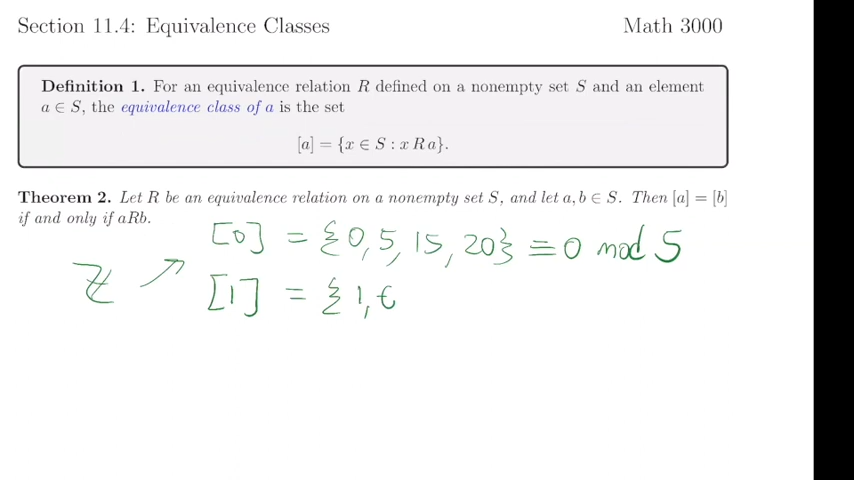 Section 11.4: Equivalence Classes Math 3000
Definition 1. For an equivalence relation R defined on a nonempty set S and an element
a ∈ S, the equivalence class of a is the set
[a] = {x ∈ S : x R a}.
Theorem 2. Let R be an equivalence relation on a nonempty set S, and let a, b ∈ S. Then [a] = [b]
if and only if aRb.
[0] = {0, 5, 15, 20} ≡ 0 mod 5
ℤ ↗
[1] = {1, 6